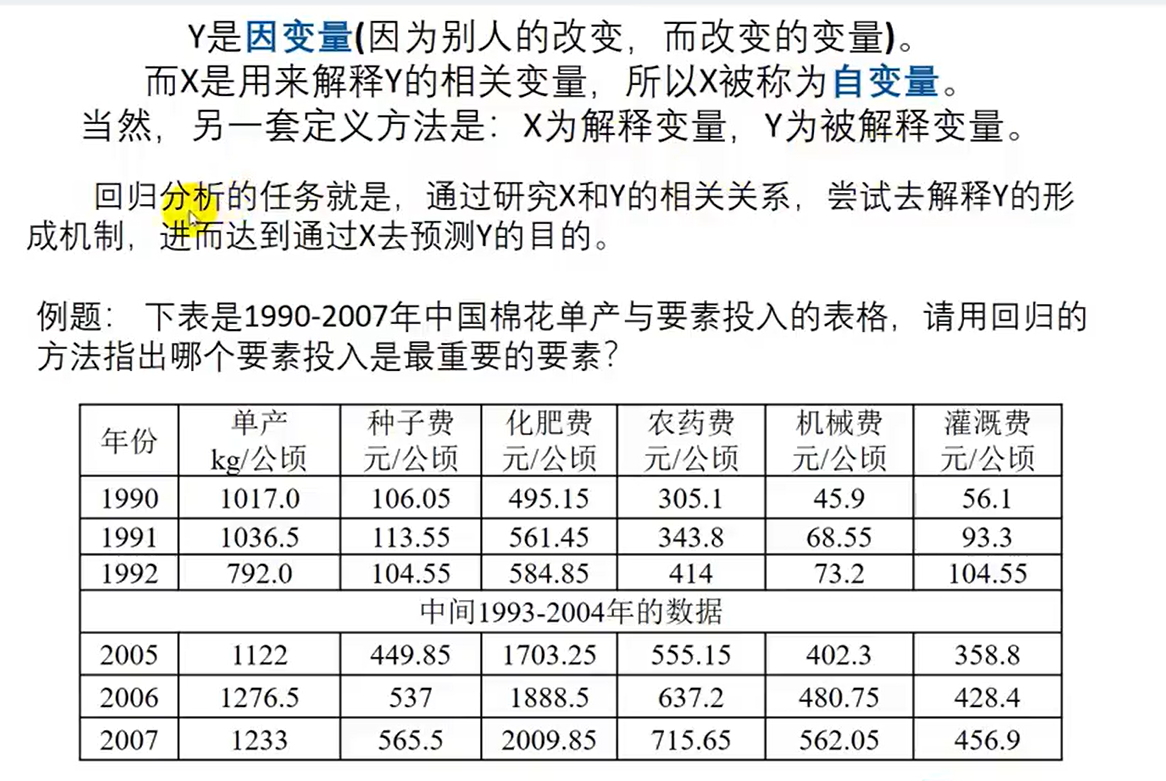 Y是因变量(因为别人的改变，而改变的变量)。
而X是用来解释Y的相关变量，所以X被称为自变量。
当然，另一套定义方法是：X为解释变量，Y为被解释变量。
回归分析的任务就是，通过研究X和Y的相关关系，尝试去解释Y的形
成机制，进而达到通过X去预测Y的目的。
例题： 下表是1990-2007年中国棉花单产与要素投入的表格，请用回归的
方法指出哪个要素投入是最重要的要素？
年份 单产 种子费 化肥费 农药费 机械费 灌溉费
kg/公顷 元/公顷 元/公顷 元/公顷 元/公顷 元/公顷
1990 1017.0 106.05 495.15 305.1 45.9 56.1
1991 1036.5 113.55 561.45 343.8 68.55 93.3
1992 792.0 104.55 584.85 414 73.2 104.55
中间1993-2004年的数据
2005 1122 449.85 1703.25 555.15 402.3 358.8
2006 1276.5 537 1888.5 637.2 480.75 428.4
2007 1233 565.5 2009.85 715.65 562.05 456.9